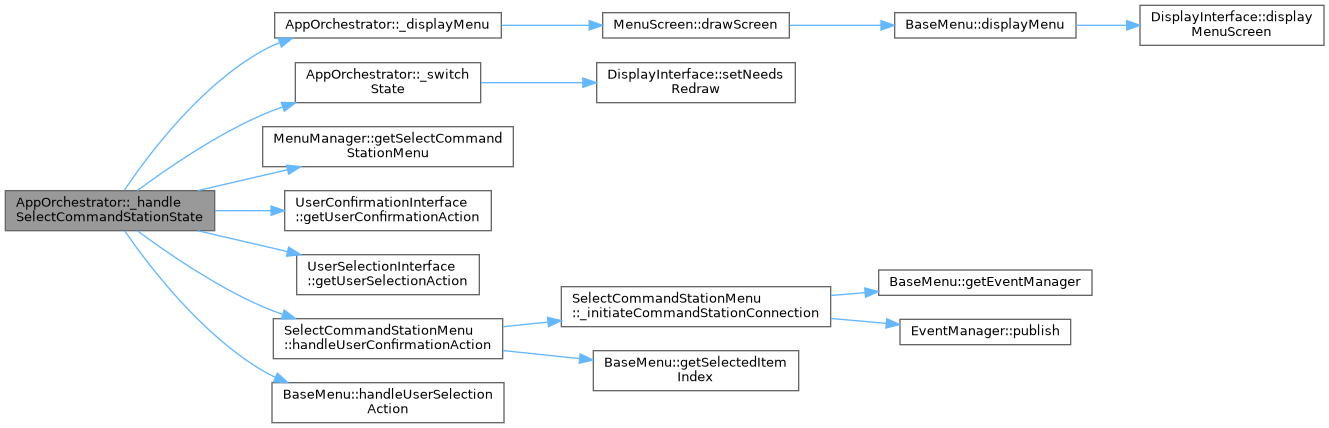 AppOrchestrator::_handle
SelectCommandStationState
AppOrchestrator::_displayMenu
MenuScreen::drawScreen
BaseMenu::displayMenu
DisplayInterface::display
MenuScreen
AppOrchestrator::_switch
State
DisplayInterface::setNeeds
Redraw
MenuManager::getSelectCommand
StationMenu
UserConfirmationInterface
::getUserConfirmationAction
UserSelectionInterface
::getUserSelectionAction
SelectCommandStationMenu
::handleUserConfirmationAction
SelectCommandStationMenu
::_initiateCommandStationConnection
BaseMenu::getEventManager
EventManager::publish
BaseMenu::getSelectedItem
Index
BaseMenu::handleUserSelection
Action